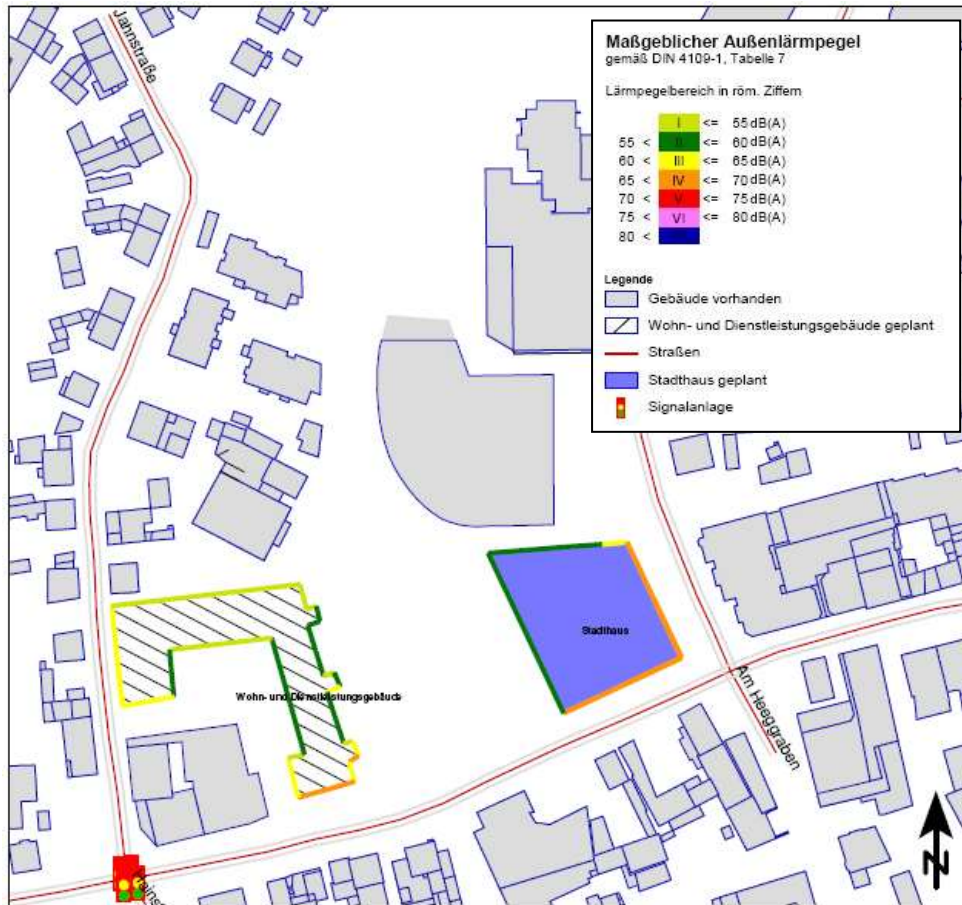 Jahnstraße
Maßgeblicher Außenlärmpegel
gemäß DIN 4109-1, Tabelle 7
Lärmpegelbereich in röm. Ziffern
I <= 55 dB(A)
55 < II <= 60 dB(A)
60 < III <= 65 dB(A)
65 < IV <= 70 dB(A)
70 < V <= 75 dB(A)
75 < VI <= 80 dB(A)
80 <
Legende
Gebäude vorhanden
Wohn- und Dienstleistungsgebäude geplant
Straßen
Stadthaus geplant
Signalanlage
Stadthaus
Wohn- und Dienstleistungsgebäude
Am Heeggraben
N